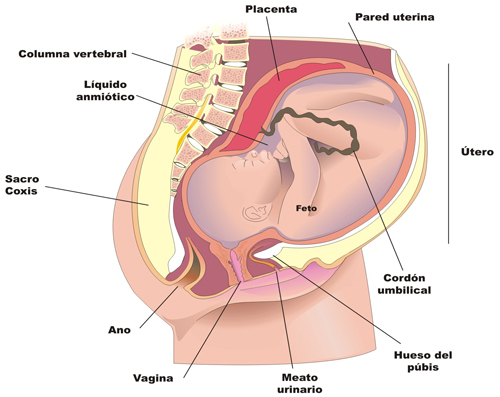 Placenta
Pared uterina
Columna vertebral
Líquido
anmiótico
Útero
Sacro
Coxis
Feto
Cordón
umbilical
Ano
Hueso del
púbis
Vagina
Meato
urinario